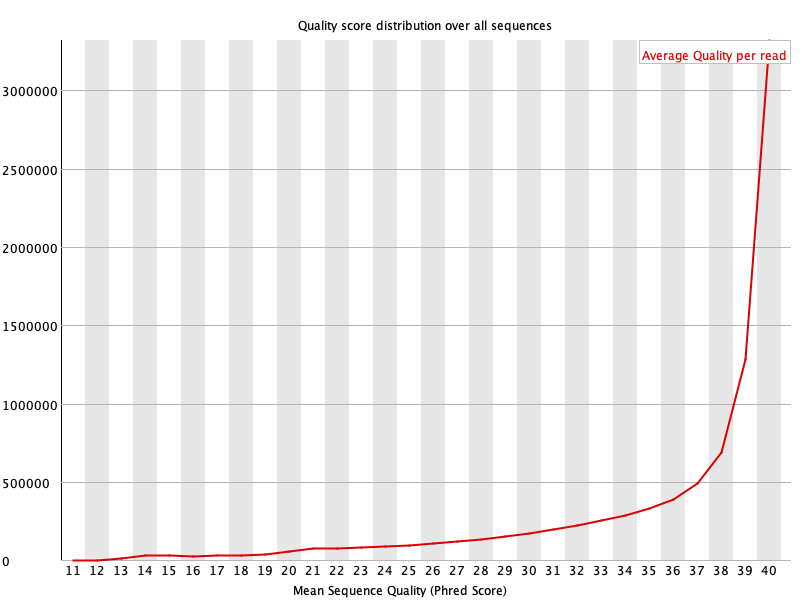 Quality score distribution over all sequences
Average Quality per read
3000000
2500000
2000000
1500000
1000000
500000
0
11 12 13 14 15 16 17 18 19 20 21 22 23 24 25 26 27 28 29 30 31 32 33 34 35 36 37 38 39 40
Mean Sequence Quality (Phred Score)